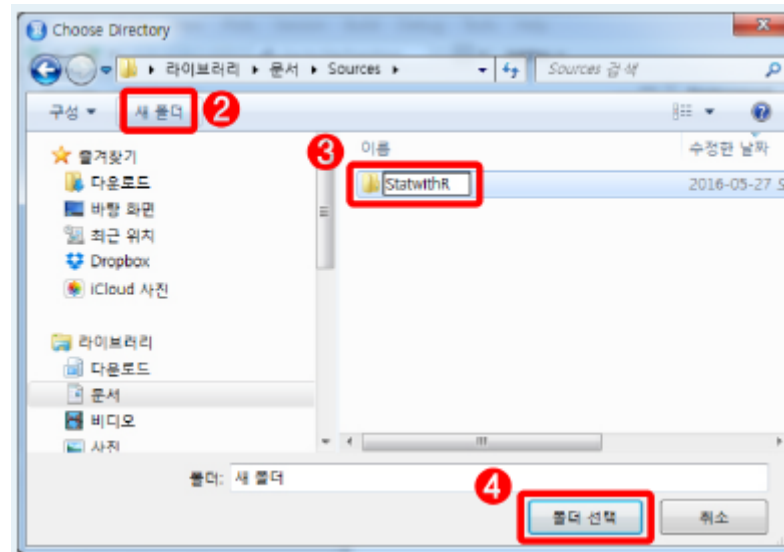 Choose Directory
라이브러리 ▸ 문서 ▸ Sources ▸
Sources 검색
구성
새 폴더
2
3
이름
수정한 날짜
즐겨찾기
StatwithR
2016-05-27
다운로드
바탕 화면
최근 위치
Dropbox
iCloud 사진
라이브러리
다운로드
문서
비디오
사진
폴더: 새 폴더
4
폴더 선택
취소